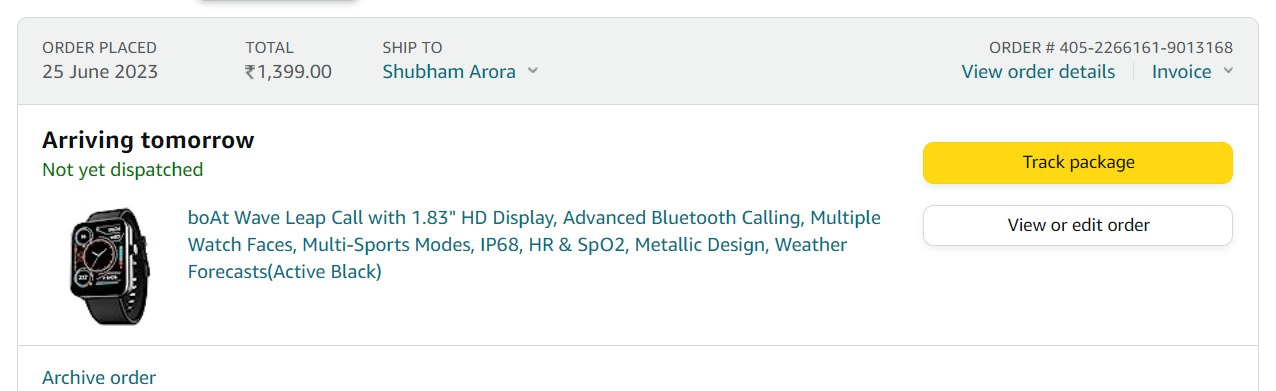 ORDER PLACED
25 June 2023
TOTAL
₹1,399.00
SHIP TO
Shubham Arora
ORDER # 405-2266161-9013168
View order details
Invoice
Arriving tomorrow
Not yet dispatched
boAt Wave Leap Call with 1.83" HD Display, Advanced Bluetooth Calling, Multiple
Watch Faces, Multi-Sports Modes, IP68, HR & SpO2, Metallic Design, Weather
Forecasts(Active Black)
Track package
View or edit order
Archive order